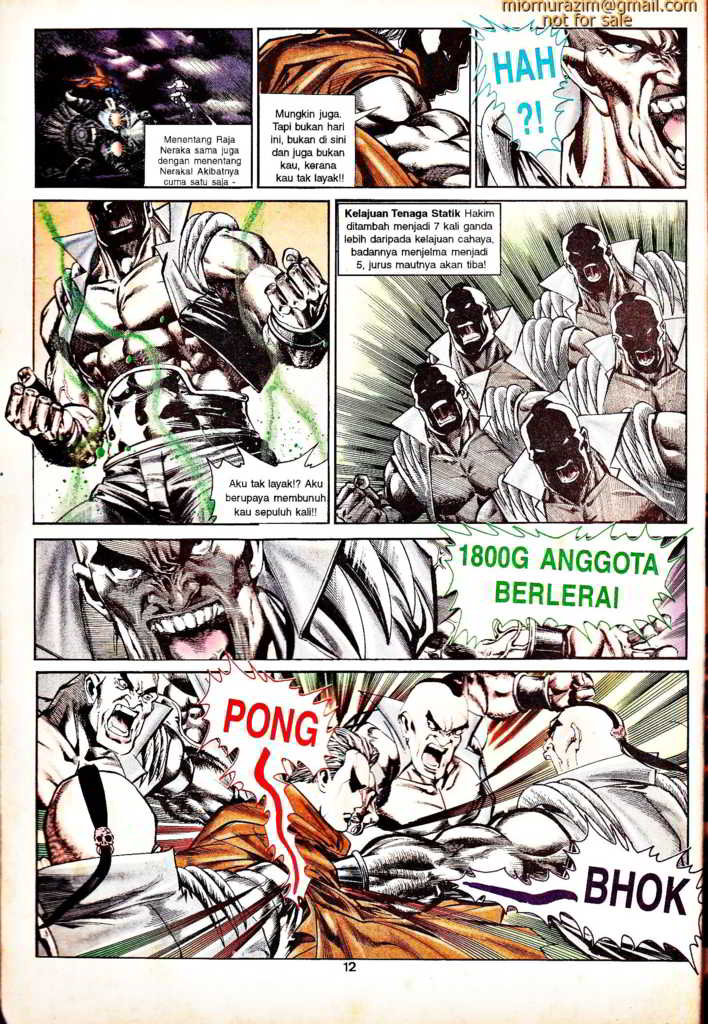 miomurazim@gmail.com
not for sale
Menentang Raja
Neraka sama juga
dengan menentang
Neraka! Akibatnya
cuma satu saja -
Mungkin juga.
Tapi bukan hari
ini, bukan di sini
dan juga bukan
kau, kerana
kau tak layak!!
HAH
?!
Aku tak layak!? Aku
berupaya membunuh
kau sepuluh kali!!
Kelajuan Tenaga Statik Hakim
ditambah menjadi 7 kali ganda
lebih daripada kelajuan cahaya,
badannya menjelma menjadi
5, jurus mautnya akan tiba!
1800G ANGGOTA
BERLERAI
PONG
BHOK
12